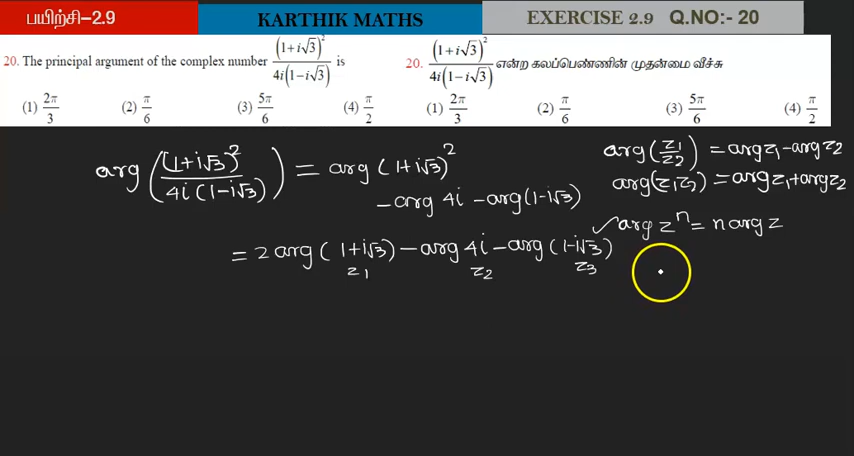 பயிற்சி-2.9 KARTHIK MATHS EXERCISE 2.9 Q.NO:- 20
20. The principal argument of the complex number (1+i√3)²/4i(1−i√3) is
(1) 2π/3 (2) π/6 (3) 5π/6 (4) π/2
20. (1+i√3)²/4i(1−i√3) என்ற கலப்பெண்ணின் முதன்மை வீச்சு
(1) 2π/3 (2) π/6 (3) 5π/6 (4) π/2
arg((1+i√3)²/4i(1−i√3)) = arg(1+i√3)²
− arg 4i − arg(1−i√3)
= 2 arg(1+i√3) − arg 4i − arg(1−i√3)
z₁ z₂ z₃
arg(z₁/z₂) = arg z₁ − arg z₂
arg(z₁z₂) = arg z₁ + arg z₂
✓ arg zⁿ = n arg z